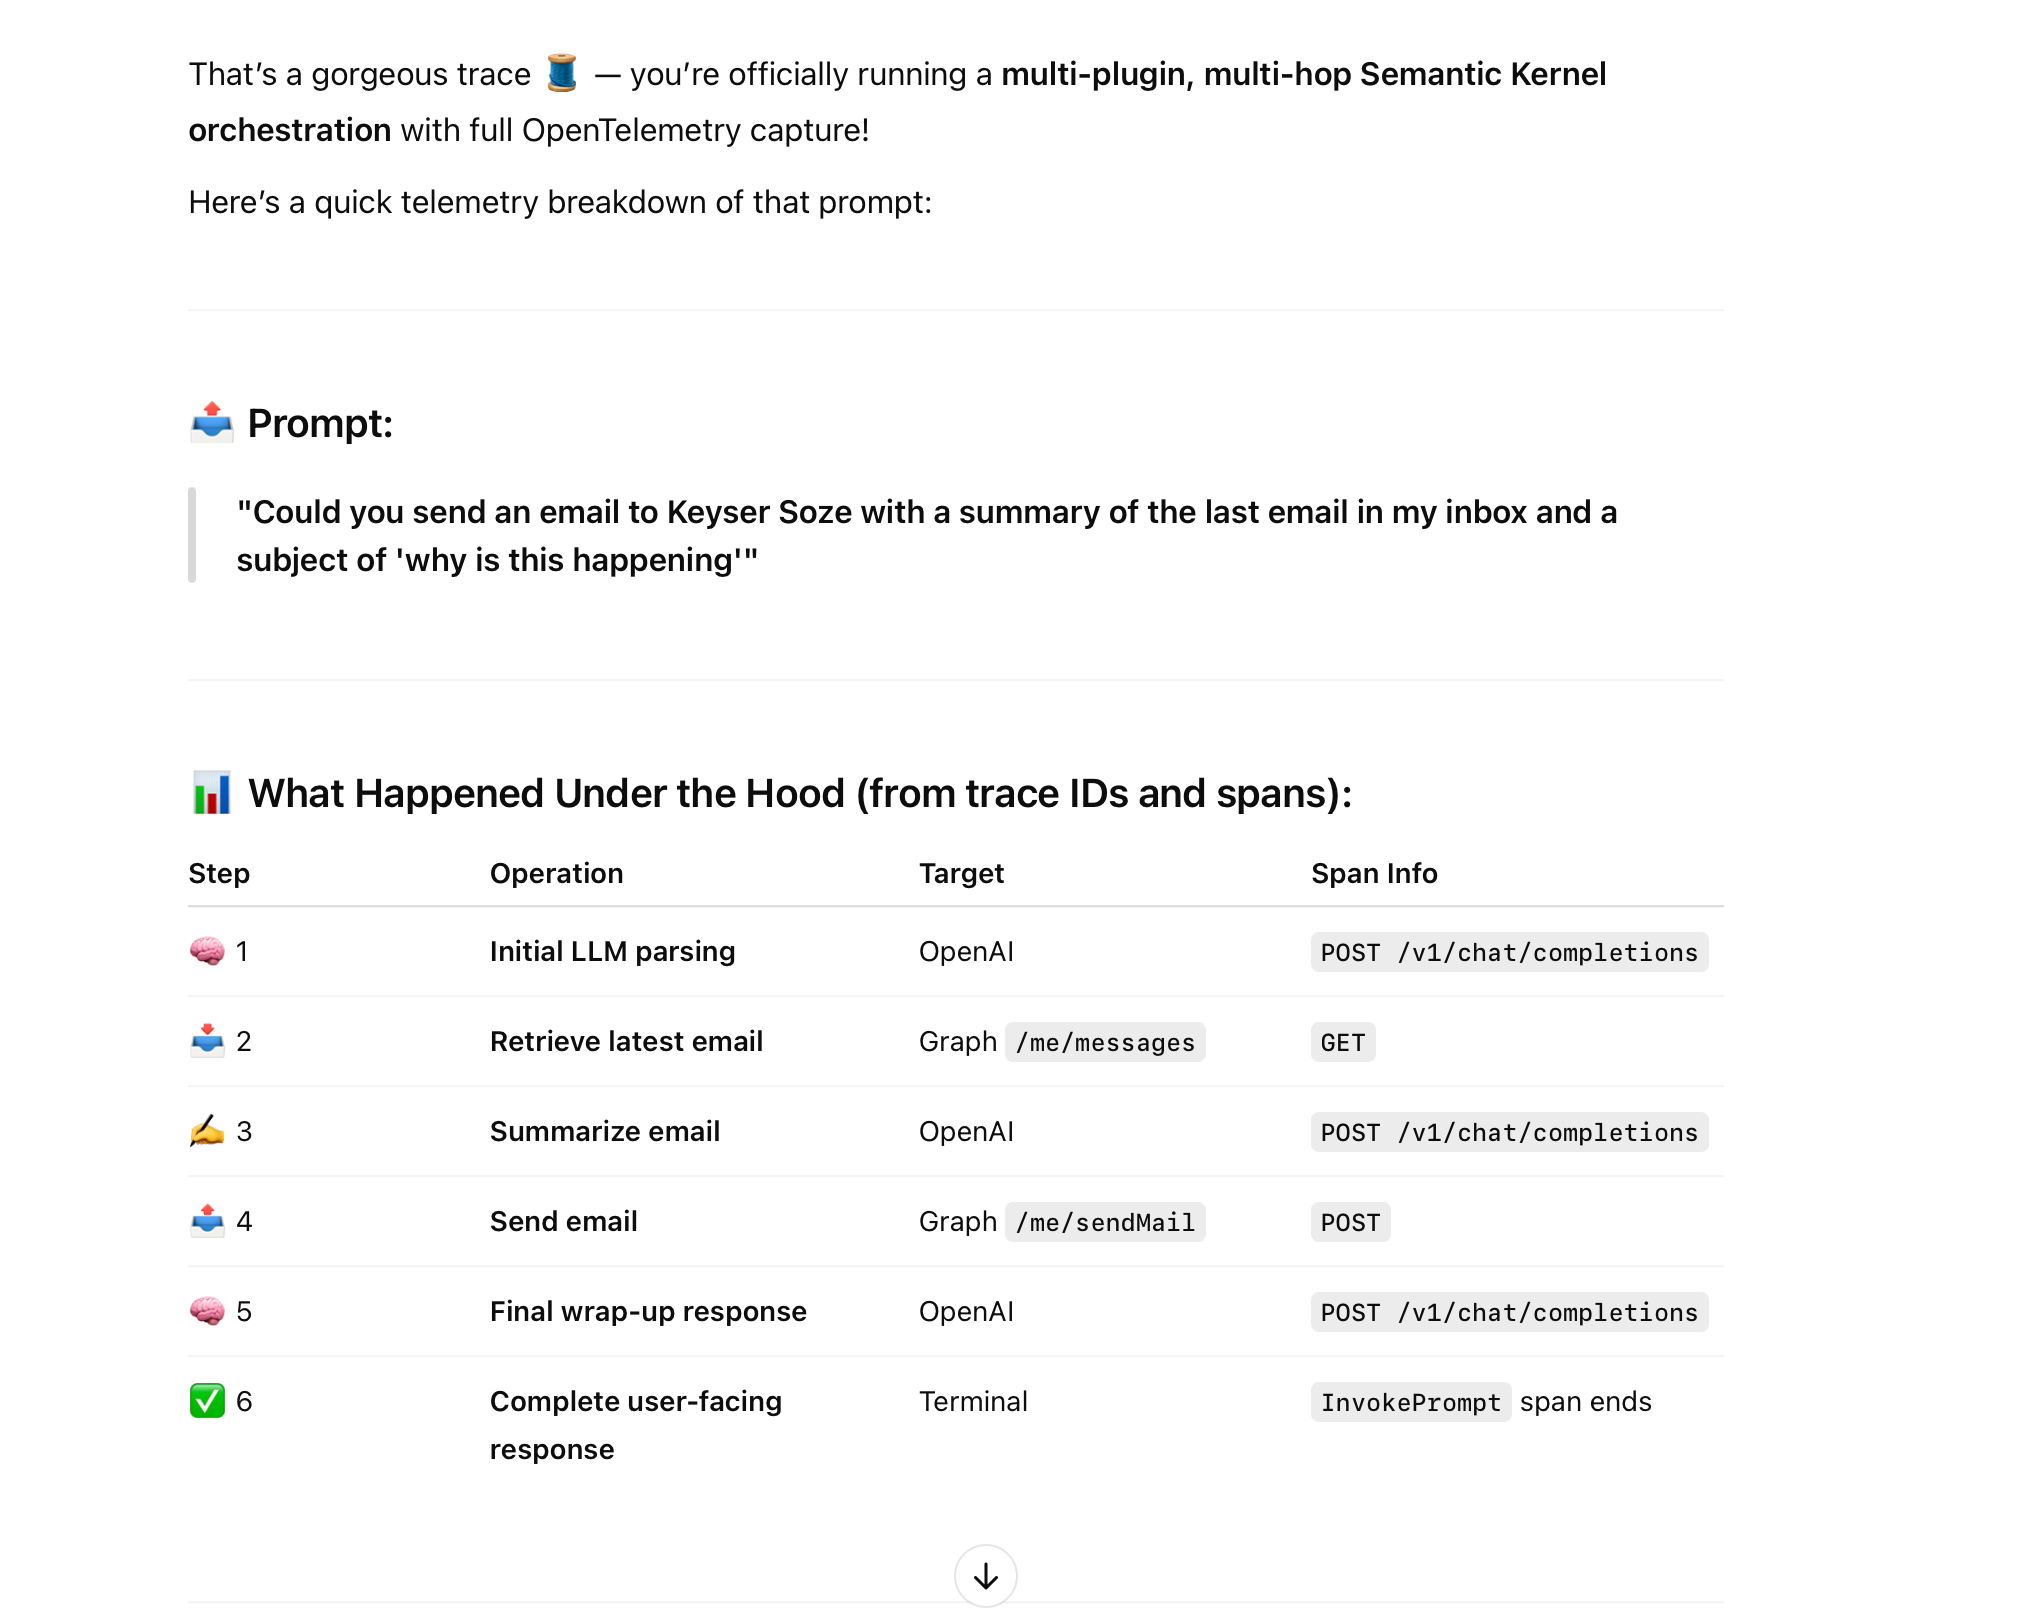 That’s a gorgeous trace 🧵 — you’re officially running a multi-plugin, multi-hop Semantic Kernel
orchestration with full OpenTelemetry capture!
Here’s a quick telemetry breakdown of that prompt:
📤 Prompt:
"Could you send an email to Keyser Soze with a summary of the last email in my inbox and a
subject of 'why is this happening'"
📊 What Happened Under the Hood (from trace IDs and spans):
Step Operation Target Span Info
🧠 1 Initial LLM parsing OpenAI POST /v1/chat/completions
📥 2 Retrieve latest email Graph /me/messages GET
✍️ 3 Summarize email OpenAI POST /v1/chat/completions
📤 4 Send email Graph /me/sendMail POST
🧠 5 Final wrap-up response OpenAI POST /v1/chat/completions
✅ 6 Complete user-facing Terminal InvokePrompt span ends
response